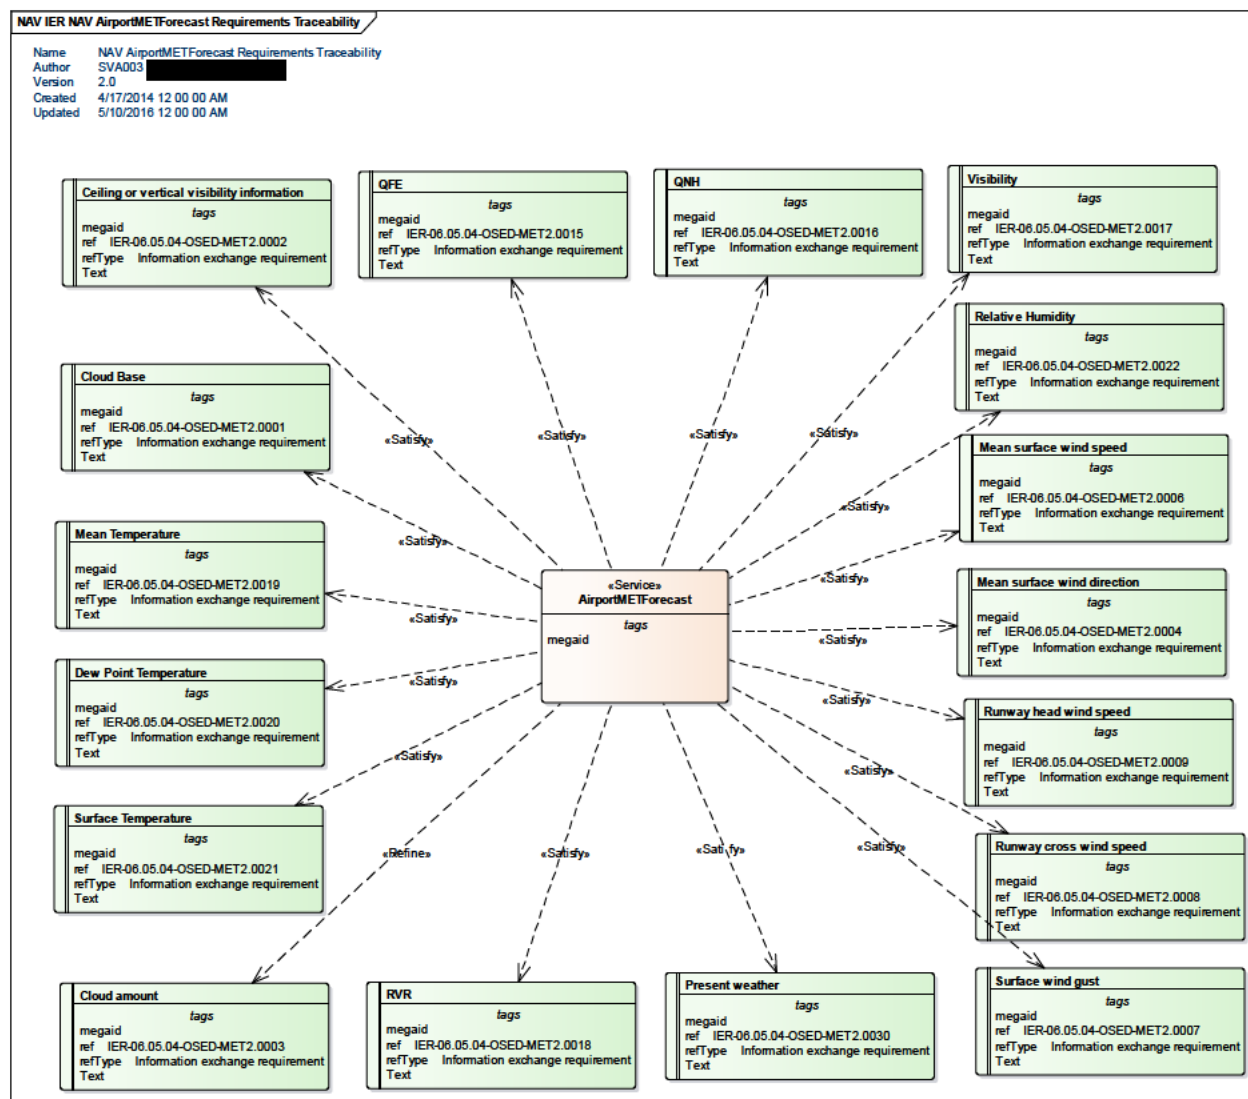 NAV IER NAV AirportMETForecast Requirements Traceability
Name NAV AirportMETForecast Requirements Traceability
Author SVA003
Version 2.0
Created 4/17/2014 12 00 00 AM
Updated 5/10/2016 12 00 00 AM
Ceiling or vertical visibility information
tags
megaid
ref IER-06.05.04-OSED-MET2.0002
refType Information exchange requirement
Text
QFE
tags
megaid
ref IER-06.05.04-OSED-MET2.0015
refType Information exchange requirement
Text
QNH
tags
megaid
ref IER-06.05.04-OSED-MET2.0016
refType Information exchange requirement
Text
Visibility
tags
megaid
ref IER-06.05.04-OSED-MET2.0017
refType Information exchange requirement
Text
Relative Humidity
tags
megaid
ref IER-06.05.04-OSED-MET2.0022
refType Information exchange requirement
Text
Cloud Base
tags
megaid
ref IER-06.05.04-OSED-MET2.0001
refType Information exchange requirement
Text
«Satisfy»
«Satisfy»
«Satisfy»
«Satisfy»
Mean surface wind speed
tags
megaid
ref IER-06.05.04-OSED-MET2.0006
refType Information exchange requirement
Text
«Satisfy»
«Satisfy»
Mean Temperature
tags
megaid
ref IER-06.05.04-OSED-MET2.0019
refType Information exchange requirement
Text
«Service»
AirportMETForecast
tags
megaid
«Satisfy»
«Satisfy»
«Satisfy»
Mean surface wind direction
tags
megaid
ref IER-06.05.04-OSED-MET2.0004
refType Information exchange requirement
Text
Dew Point Temperature
tags
megaid
ref IER-06.05.04-OSED-MET2.0020
refType Information exchange requirement
Text
«Satisfy»
«Satisfy»
Runway head wind speed
tags
megaid
ref IER-06.05.04-OSED-MET2.0009
refType Information exchange requirement
Text
«Satisfy»
«Satisfy»
Surface Temperature
tags
megaid
ref IER-06.05.04-OSED-MET2.0021
refType Information exchange requirement
Text
«Refine»
«Satisfy»
«Sati fy»
«Satisfy»
Runway cross wind speed
tags
megaid
ref IER-06.05.04-OSED-MET2.0008
refType Information exchange requirement
Text
Cloud amount
tags
megaid
ref IER-06.05.04-OSED-MET2.0003
refType Information exchange requirement
Text
RVR
tags
megaid
ref IER-06.05.04-OSED-MET2.0018
refType Information exchange requirement
Text
Present weather
tags
megaid
ref IER-06.05.04-OSED-MET2.0030
refType Information exchange requirement
Text
Surface wind gust
tags
megaid
ref IER-06.05.04-OSED-MET2.0007
refType Information exchange requirement
Text